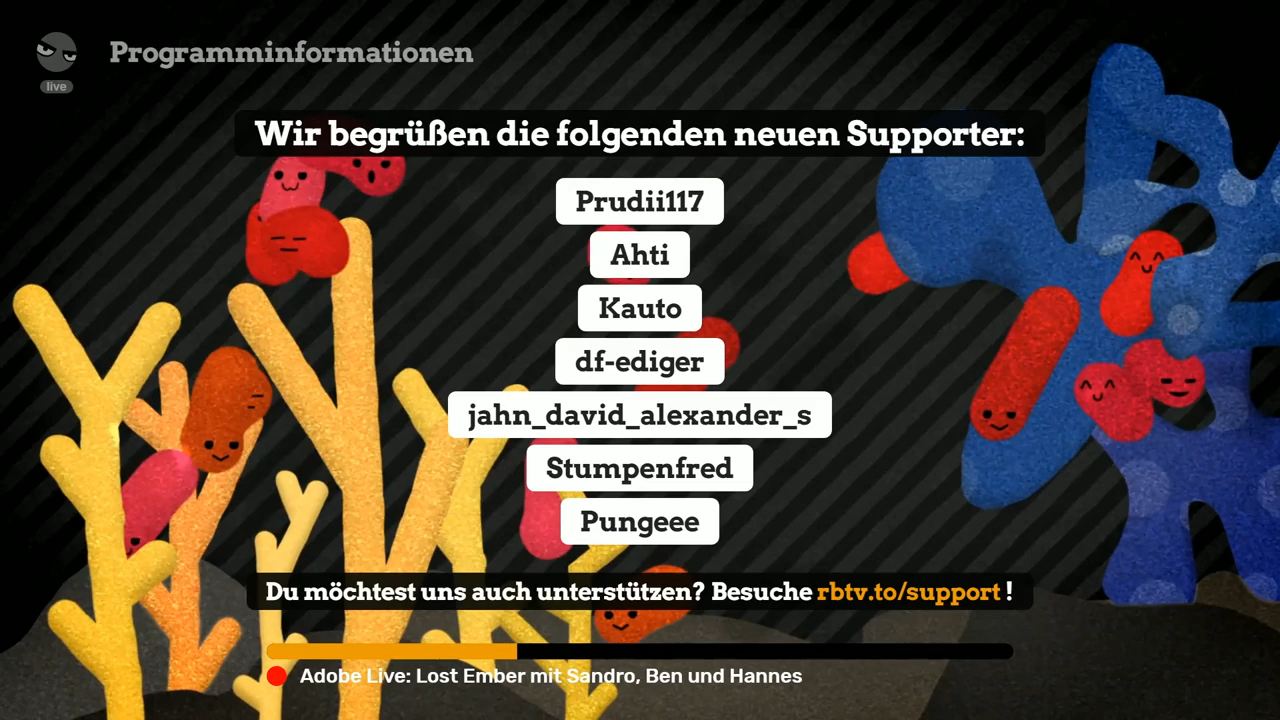 Programminformationen
live
Wir begrüßen die folgenden neuen Supporter:
Prudii117
Ahti
Kauto
df-ediger
jahn_david_alexander_s
Stumpenfred
Pungeee
Du möchtest uns auch unterstützen? Besuche rbtv.to/support !
Adobe Live: Lost Ember mit Sandro, Ben und Hannes